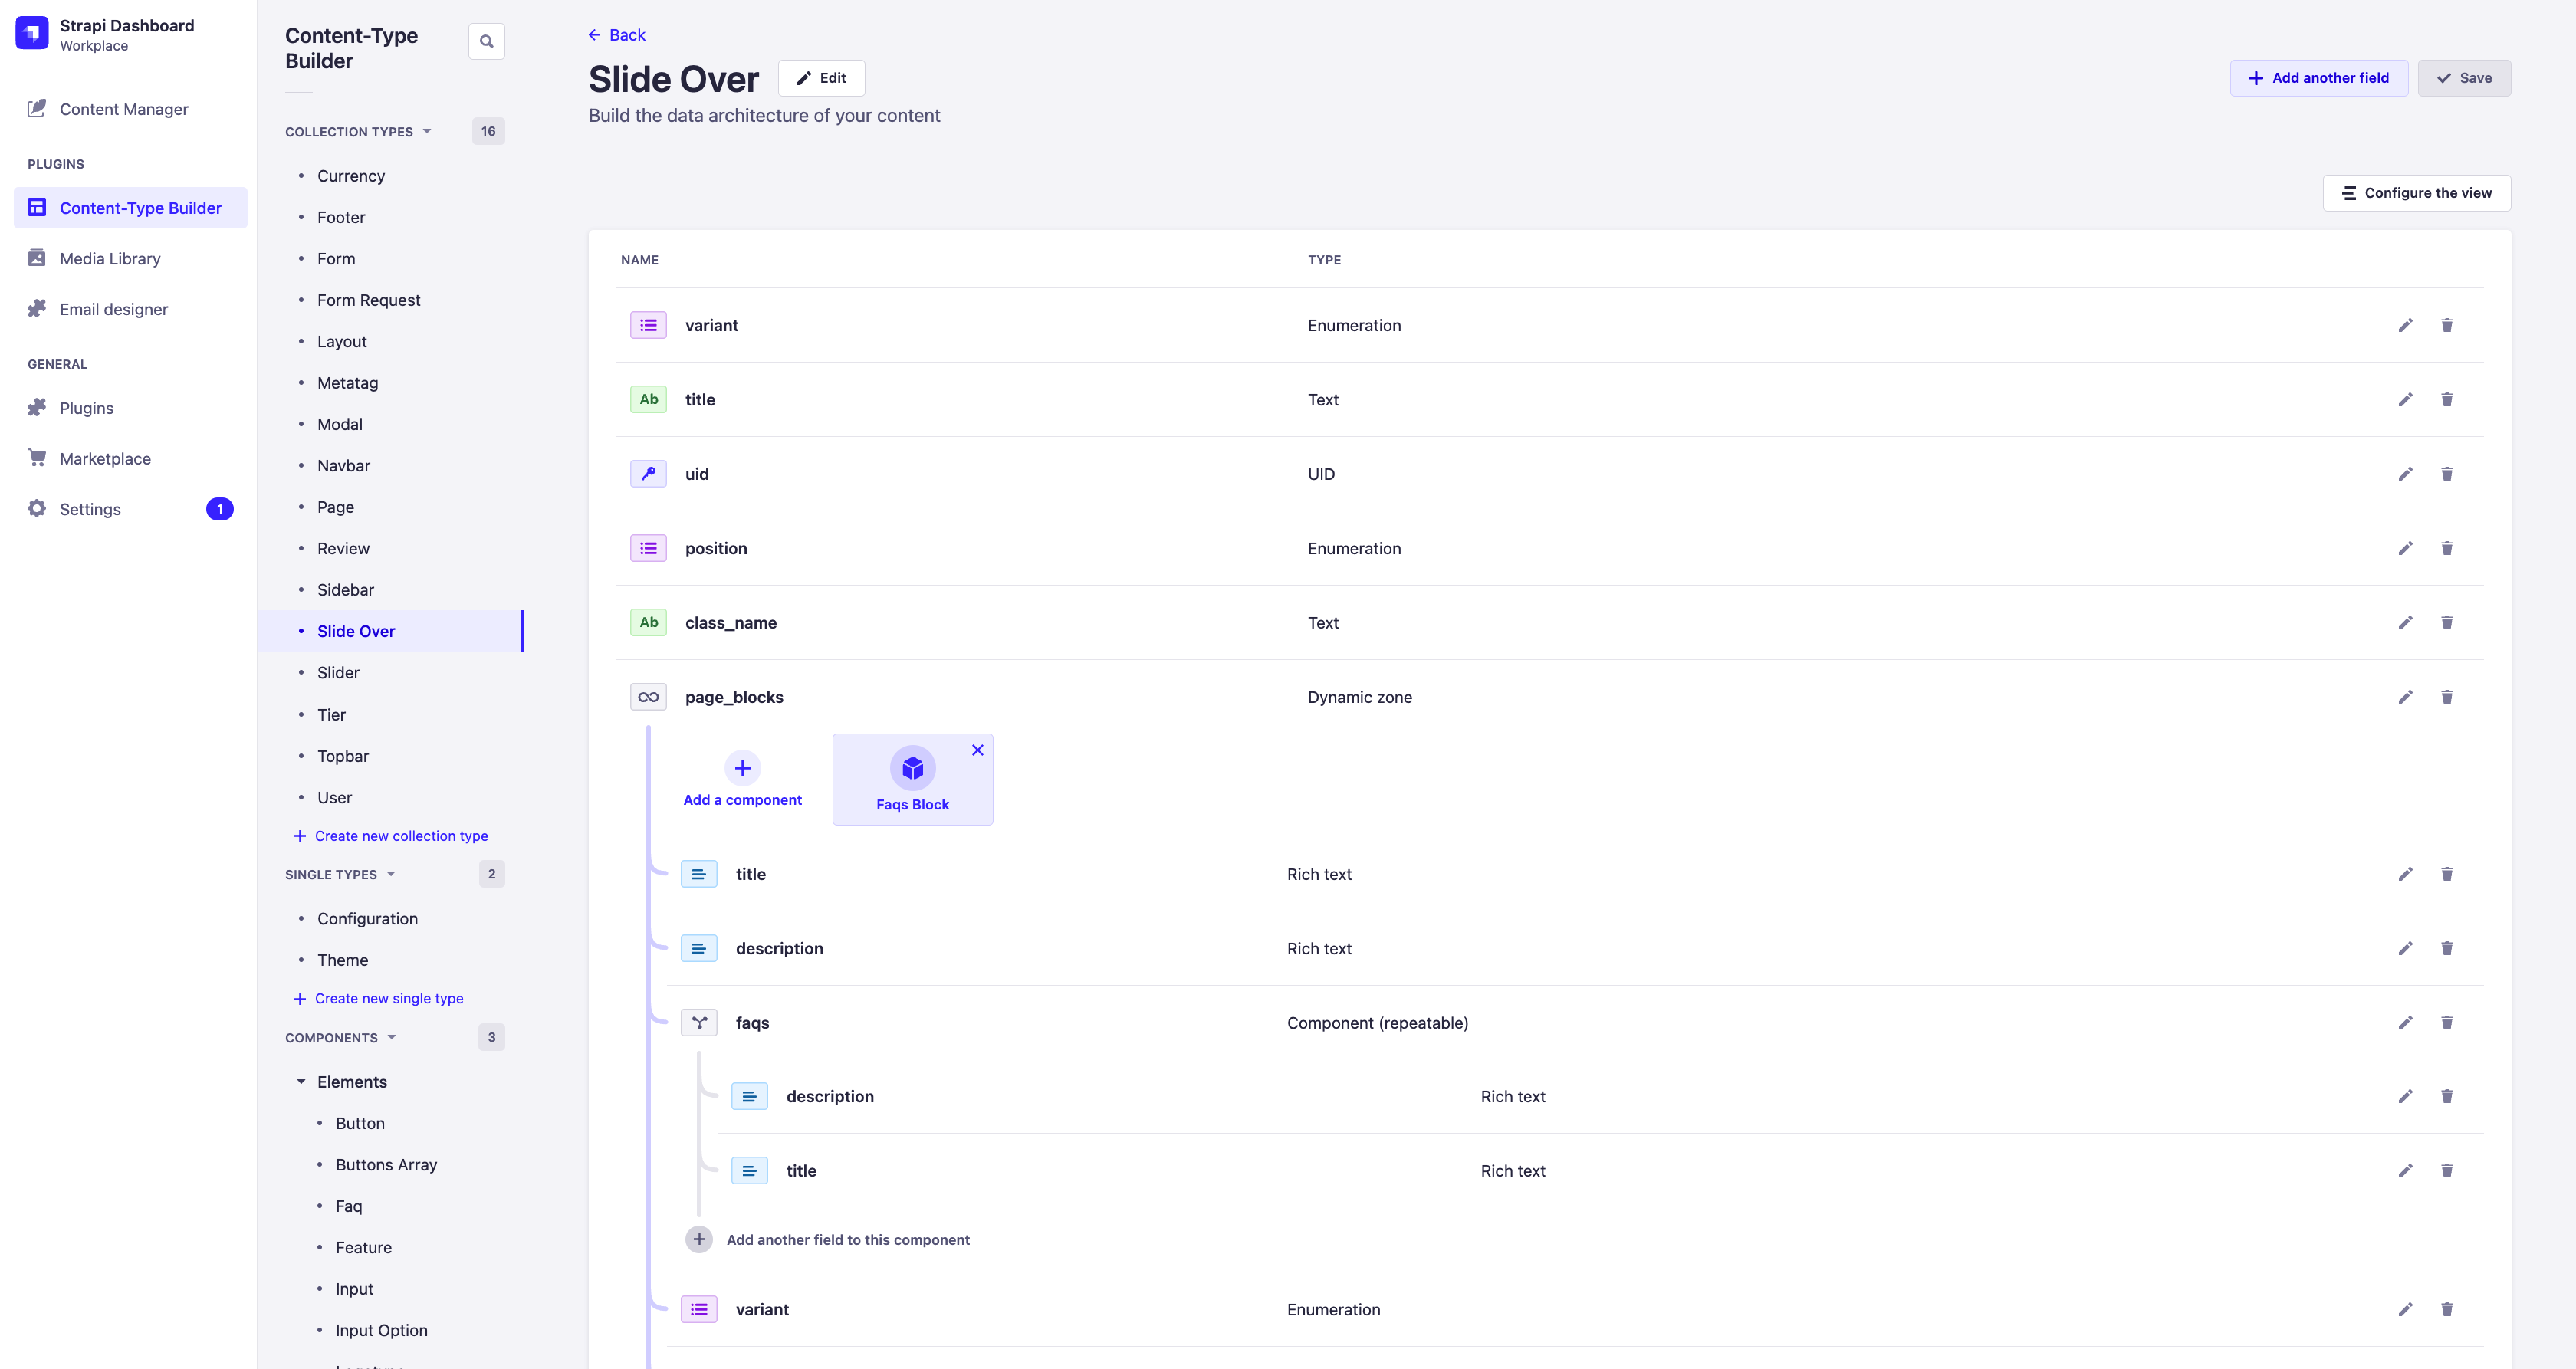 Strapi Dashboard
Workplace
Content Manager
PLUGINS
Content-Type Builder
Media Library
Email designer
GENERAL
Plugins
Marketplace
Settings
1
Content-Type
Builder
COLLECTION TYPES
16
Currency
Footer
Form
Form Request
Layout
Metatag
Modal
Navbar
Page
Review
Sidebar
Slide Over
Slider
Tier
Topbar
User
Create new collection type
SINGLE TYPES
2
Configuration
Theme
Create new single type
COMPONENTS
3
Elements
Button
Buttons Array
Faq
Feature
Input
Input Option
Back
Slide Over
Edit
Build the data architecture of your content
Add another field
Save
Configure the view
NAME TYPE
variant Enumeration
Ab title Text
uid UID
position Enumeration
Ab class_name Text
page_blocks Dynamic zone
Add a component
Faqs Block
title Rich text
description Rich text
faqs Component (repeatable)
description Rich text
title Rich text
Add another field to this component
variant Enumeration